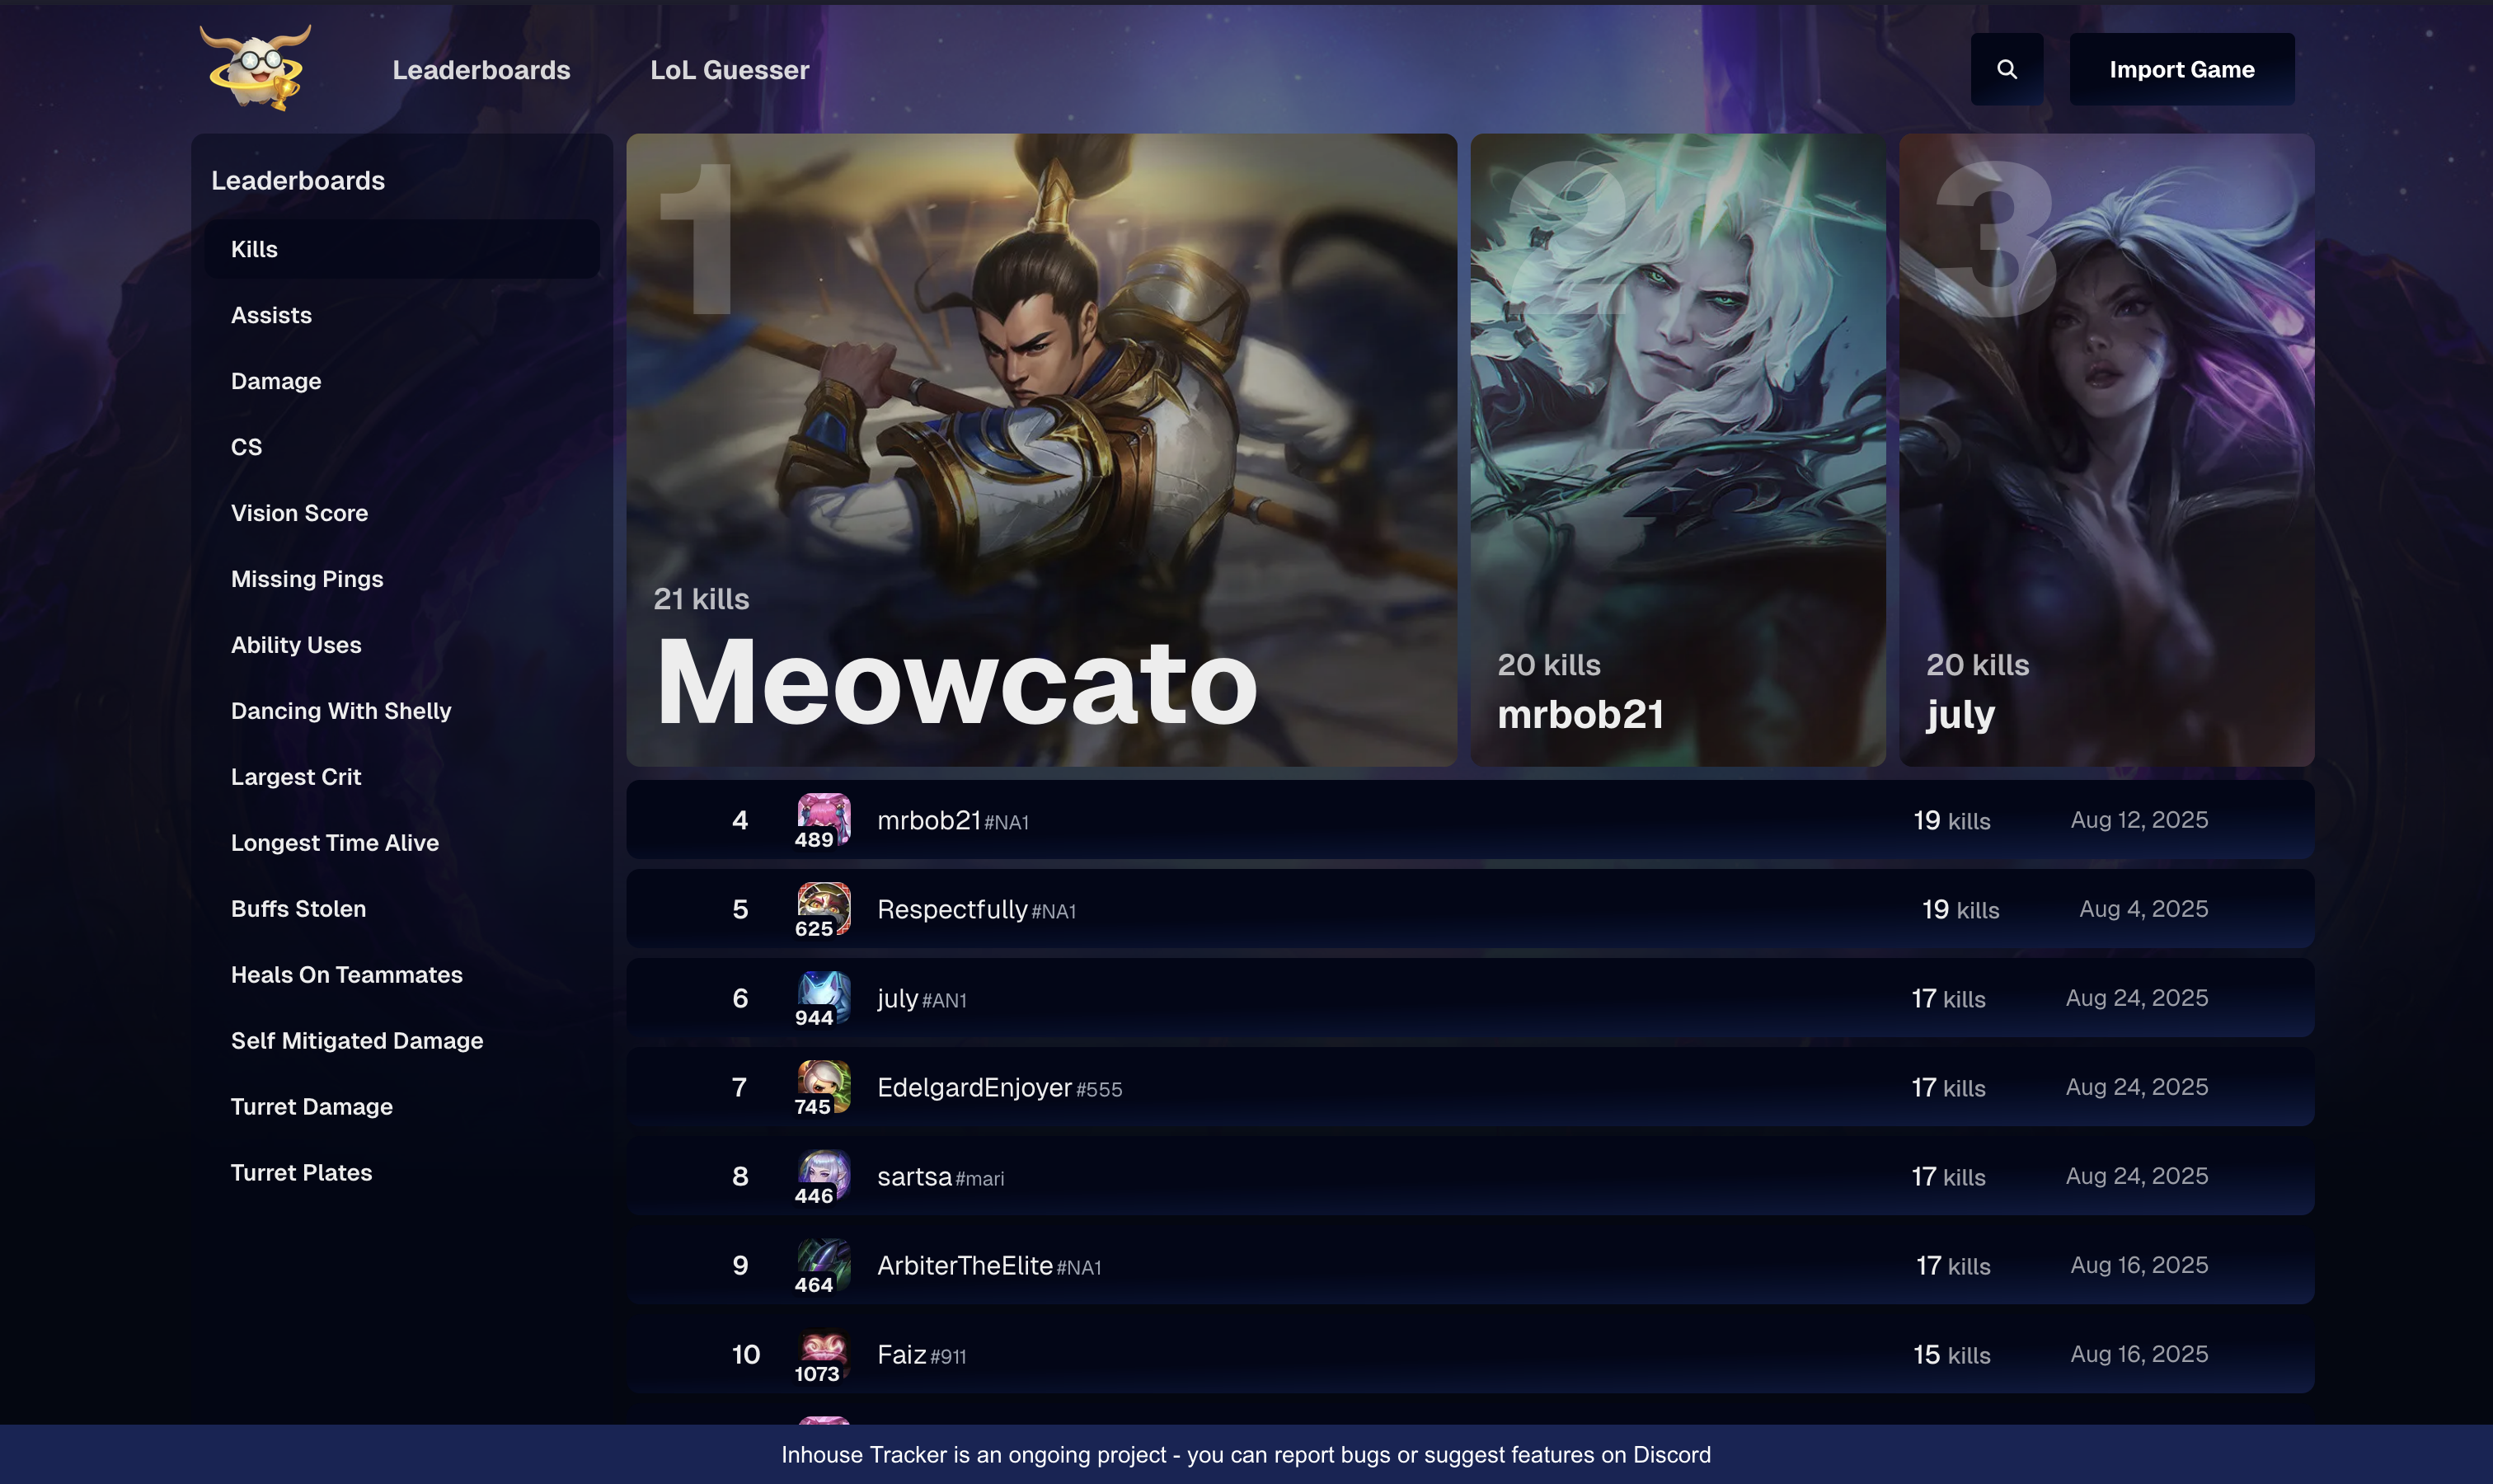 Leaderboards
LoL Guesser
Import Game
Leaderboards
Kills
Assists
Damage
CS
Vision Score
Missing Pings
Ability Uses
Dancing With Shelly
Largest Crit
Longest Time Alive
Buffs Stolen
Heals On Teammates
Self Mitigated Damage
Turret Damage
Turret Plates
1
21 kills
Meowcato
2
20 kills
mrbob21
3
20 kills
july
4 489 mrbob21 #NA1 19 kills Aug 12, 2025
5 625 Respectfully #NA1 19 kills Aug 4, 2025
6 944 july #AN1 17 kills Aug 24, 2025
7 745 EdelgardEnjoyer #555 17 kills Aug 24, 2025
8 446 sartsa #mari 17 kills Aug 24, 2025
9 464 ArbiterTheElite #NA1 17 kills Aug 16, 2025
10 1073 Faiz #911 15 kills Aug 16, 2025
Inhouse Tracker is an ongoing project - you can report bugs or suggest features on Discord